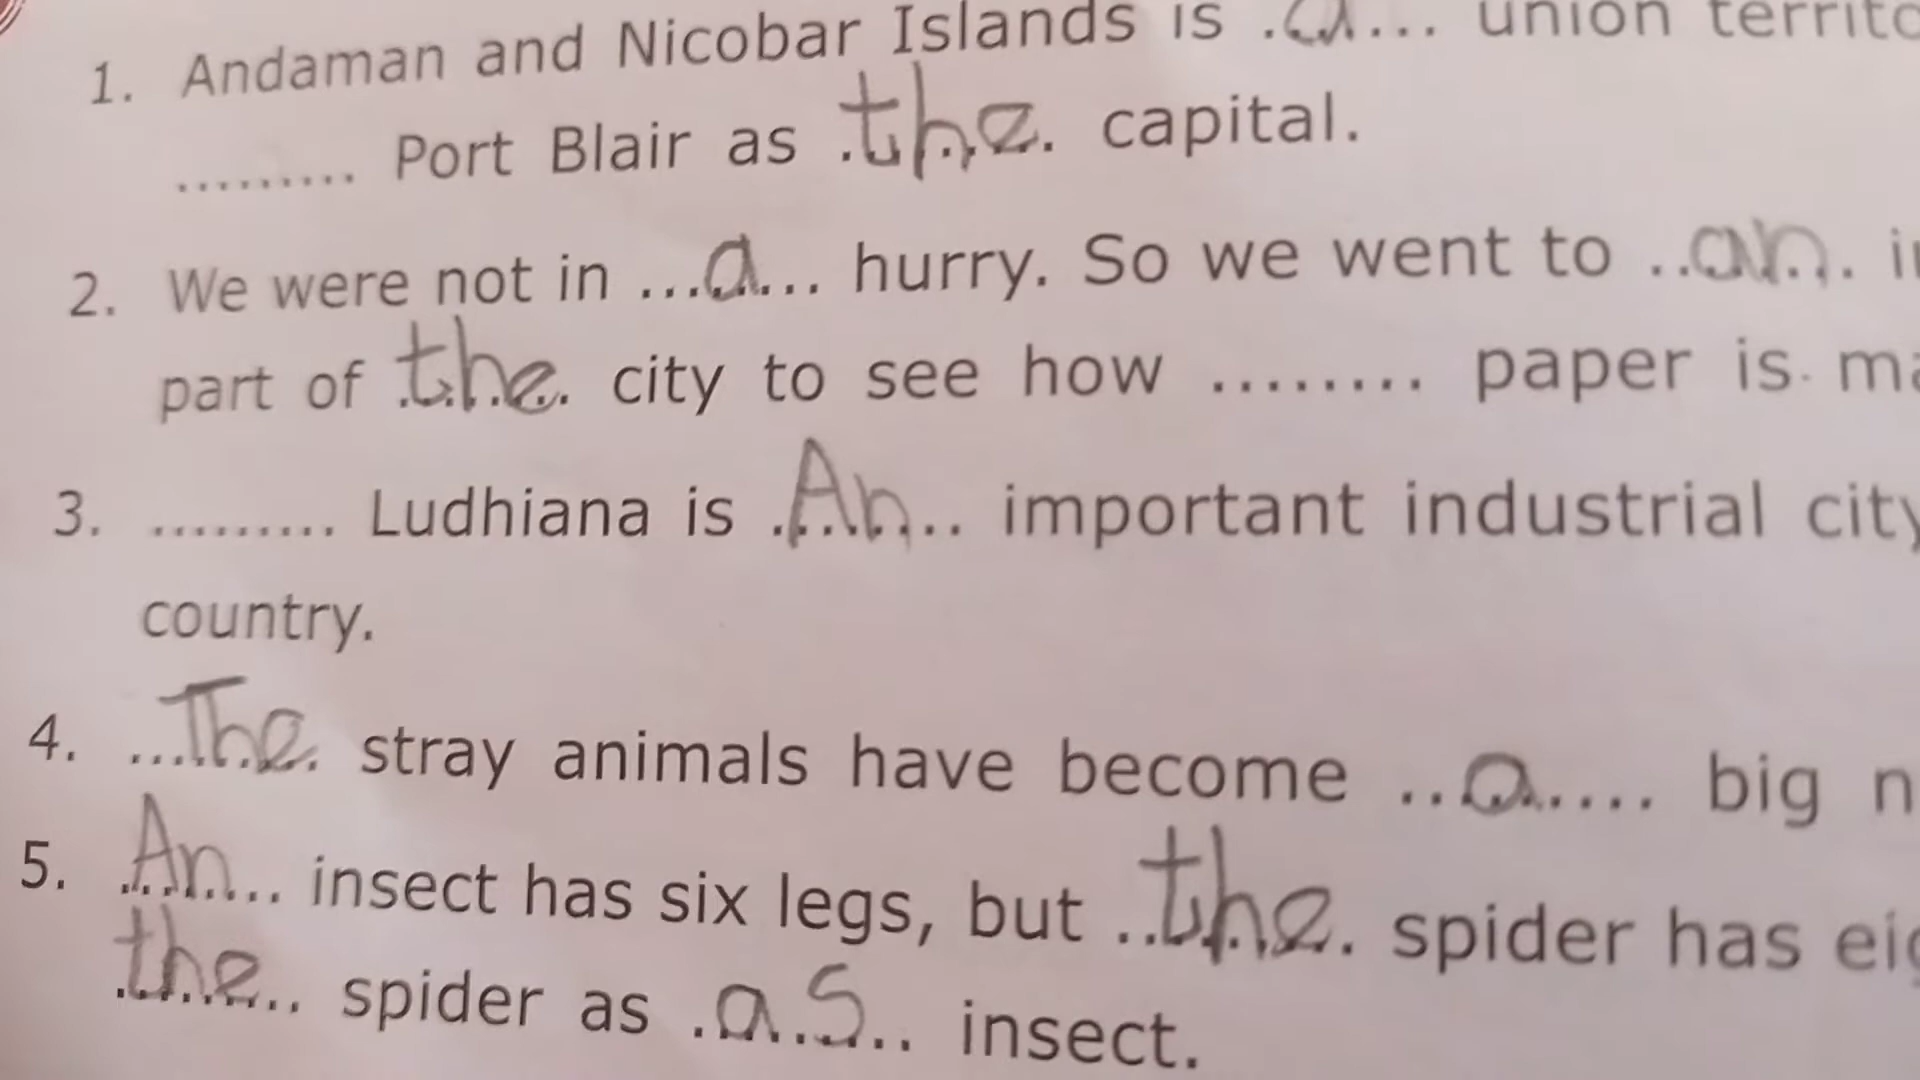 1. Andaman and Nicobar Islands is .a... union
......... Port Blair as .the. capital.
2. We were not in ...a... hurry. So we went to ..an..
part of .the. city to see how ........ paper is
3. ......... Ludhiana is .An.. important industrial city
country.
4. ...The. stray animals have become ..a.... big
5. An.. insect has six legs, but ..the. spider has
.the.. spider as .as.. insect.